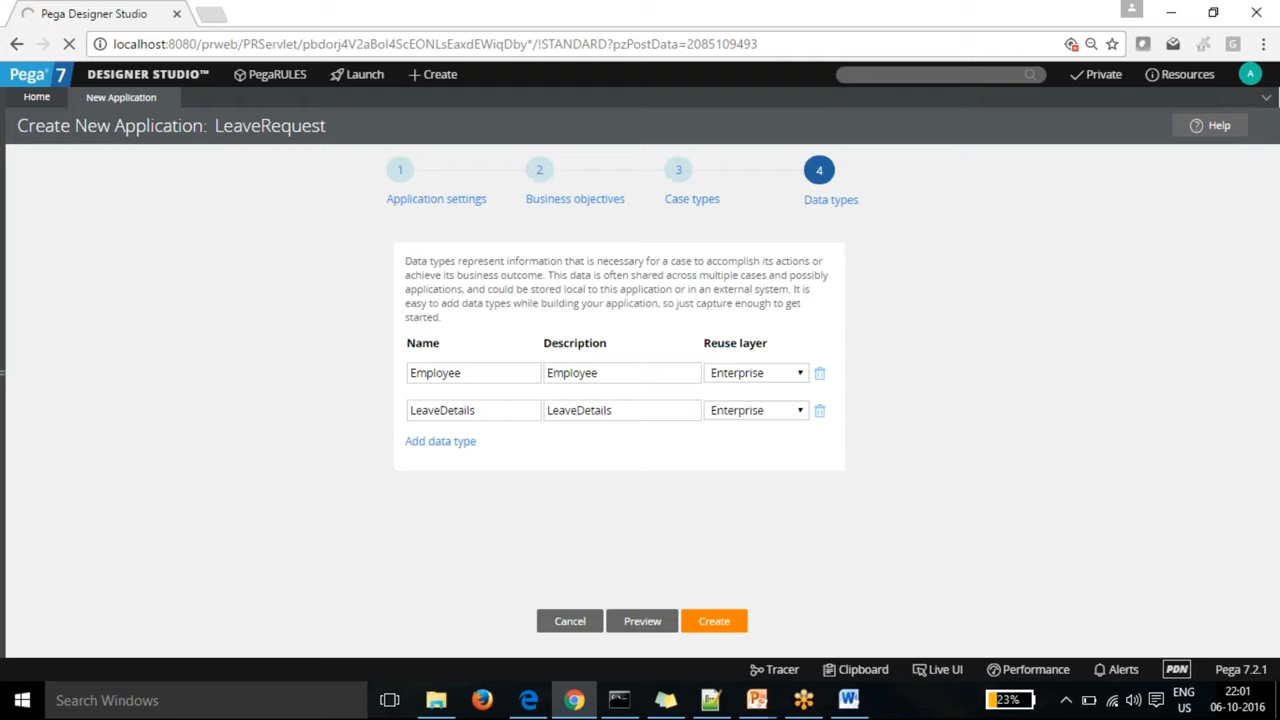 Pega Designer Studio
localhost:8080/prweb/PRServlet/pbdorj4V2aBoI4ScEONLsEaxdEWiqDby*/!STANDARD?pzPostData=2085109493
Pega 7 DESIGNER STUDIO™ PegaRULES Launch Create Private Resources A
Home New Application
Create New Application: LeaveRequest Help
1 2 3 4
Application settings Business objectives Case types Data types
Data types represent information that is necessary for a case to accomplish its actions or
achieve its business outcome. This data is often shared across multiple cases and possibly
applications, and could be stored local to this application or in an external system. It is
easy to add data types while building your application, so just capture enough to get
started.
Name Description Reuse layer
Employee Employee Enterprise
LeaveDetails LeaveDetails Enterprise
Add data type
Cancel Preview Create
Tracer Clipboard Live UI Performance Alerts PDN Pega 7.2.1
Search Windows 23% ENG 22:01
US 06-10-2016